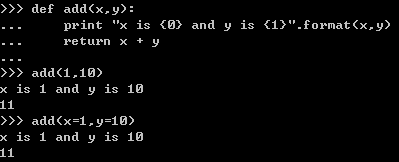 >>> def add(x,y):
...     print "x is {0} and y is {1}".format(x,y)
...     return x + y
...
>>> add(1,10)
x is 1 and y is 10
11
>>> add(x=1,y=10)
x is 1 and y is 10
11